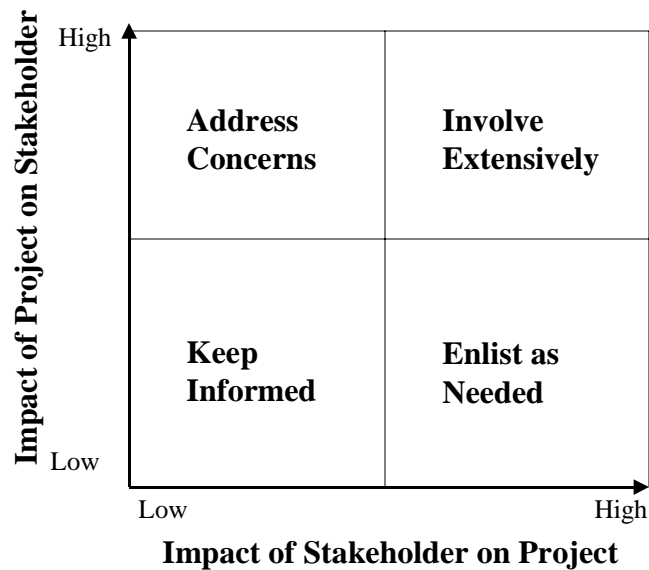 Impact of Project on Stakeholder
High
Address
Concerns
Involve
Extensively
Keep
Informed
Enlist as
Needed
Low
Low
High
Impact of Stakeholder on Project